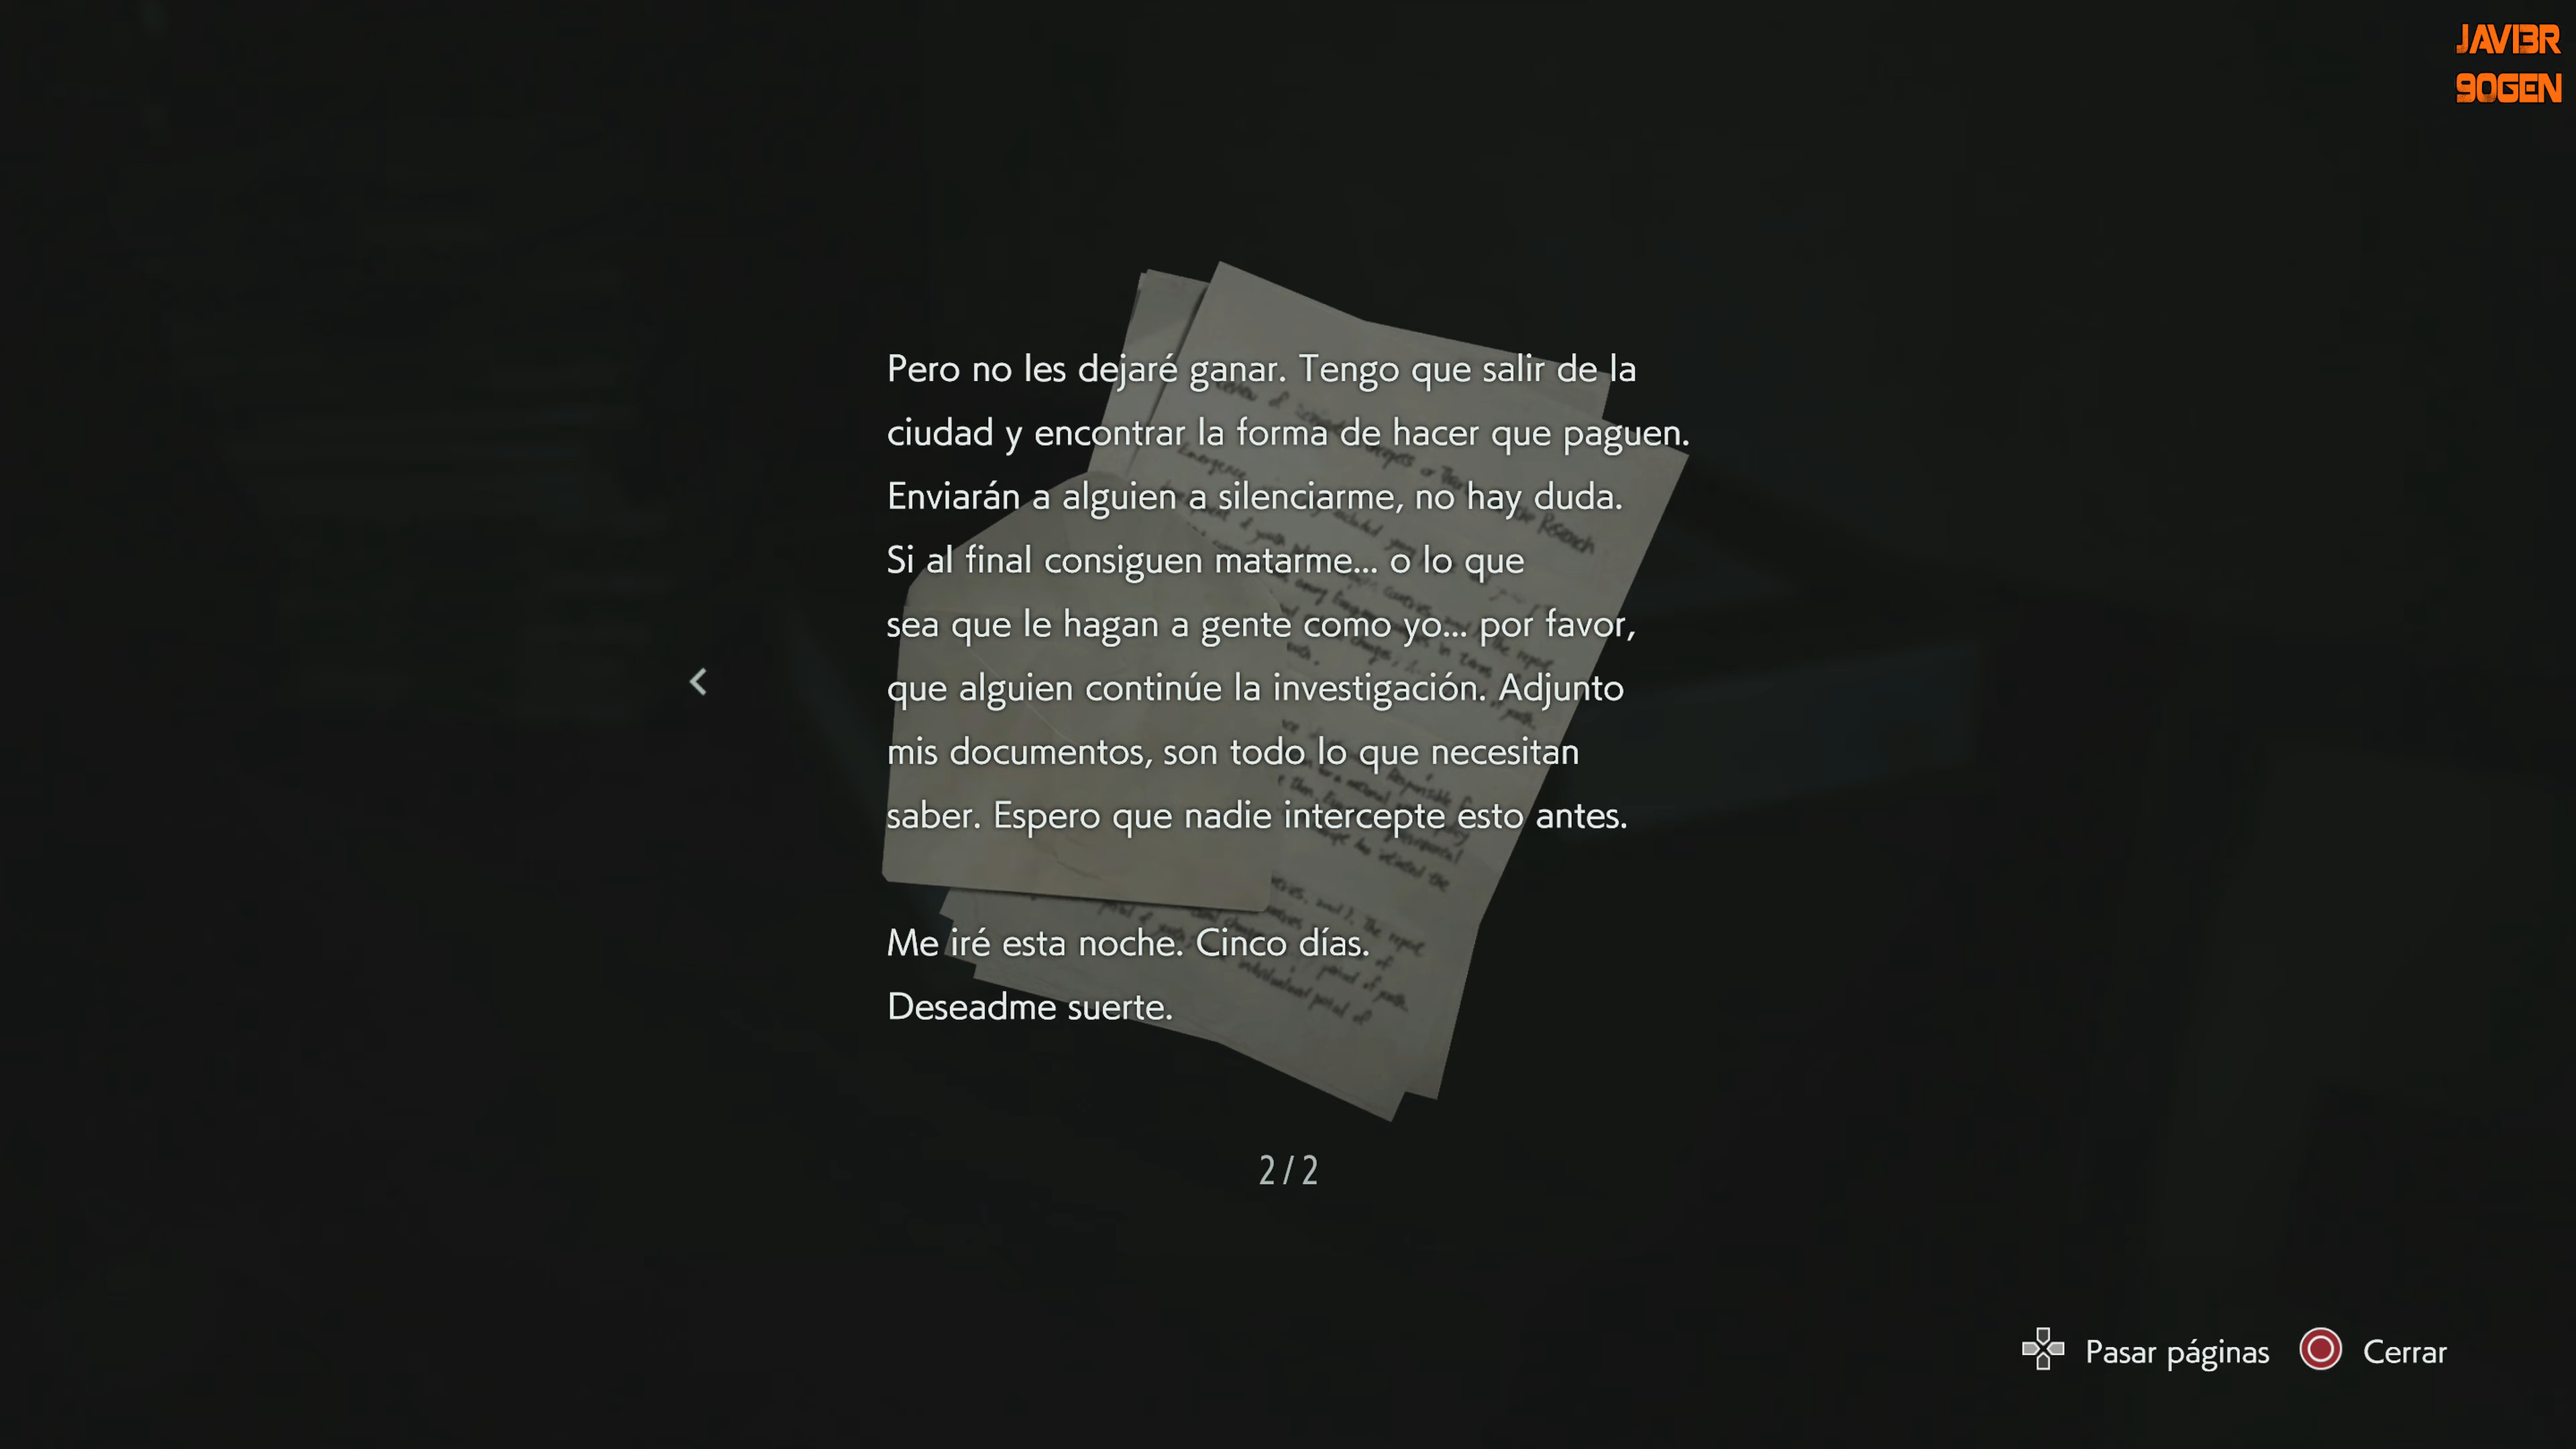 JAVI3R
90GEN
Pero no les dejaré ganar. Tengo que salir de la
ciudad y encontrar la forma de hacer que paguen.
Enviarán a alguien a silenciarme, no hay duda.
Si al final consiguen matarme... o lo que
sea que le hagan a gente como yo... por favor,
que alguien continúe la investigación. Adjunto
mis documentos, son todo lo que necesitan
saber. Espero que nadie intercepte esto antes.
Me iré esta noche. Cinco días.
Deseadme suerte.
2 / 2
Pasar páginas Cerrar